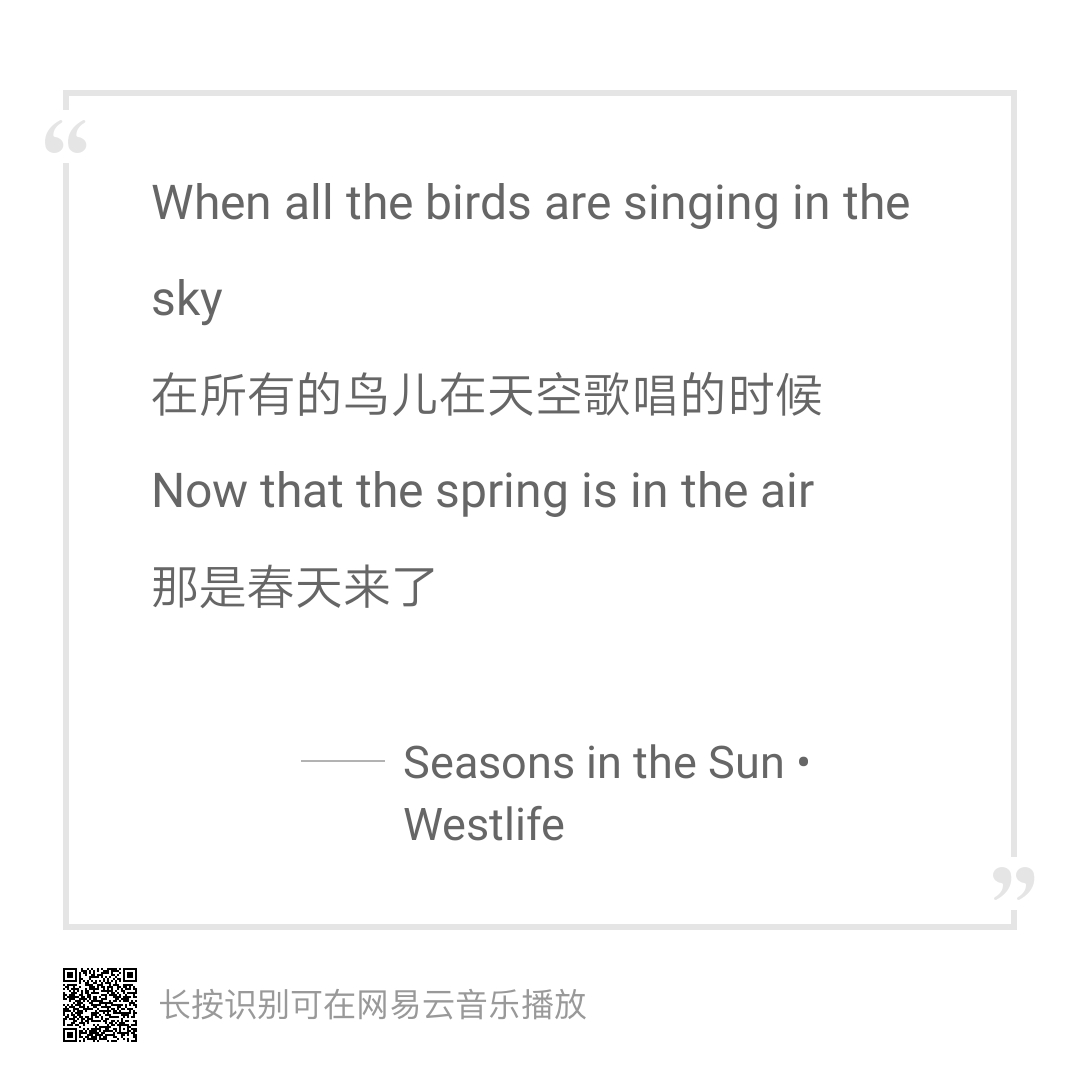 “
When all the birds are singing in the
sky
在所有的鸟儿在天空歌唱的时候
Now that the spring is in the air
那是春天来了
—— Seasons in the Sun •
Westlife
”
长按识别可在网易云音乐播放